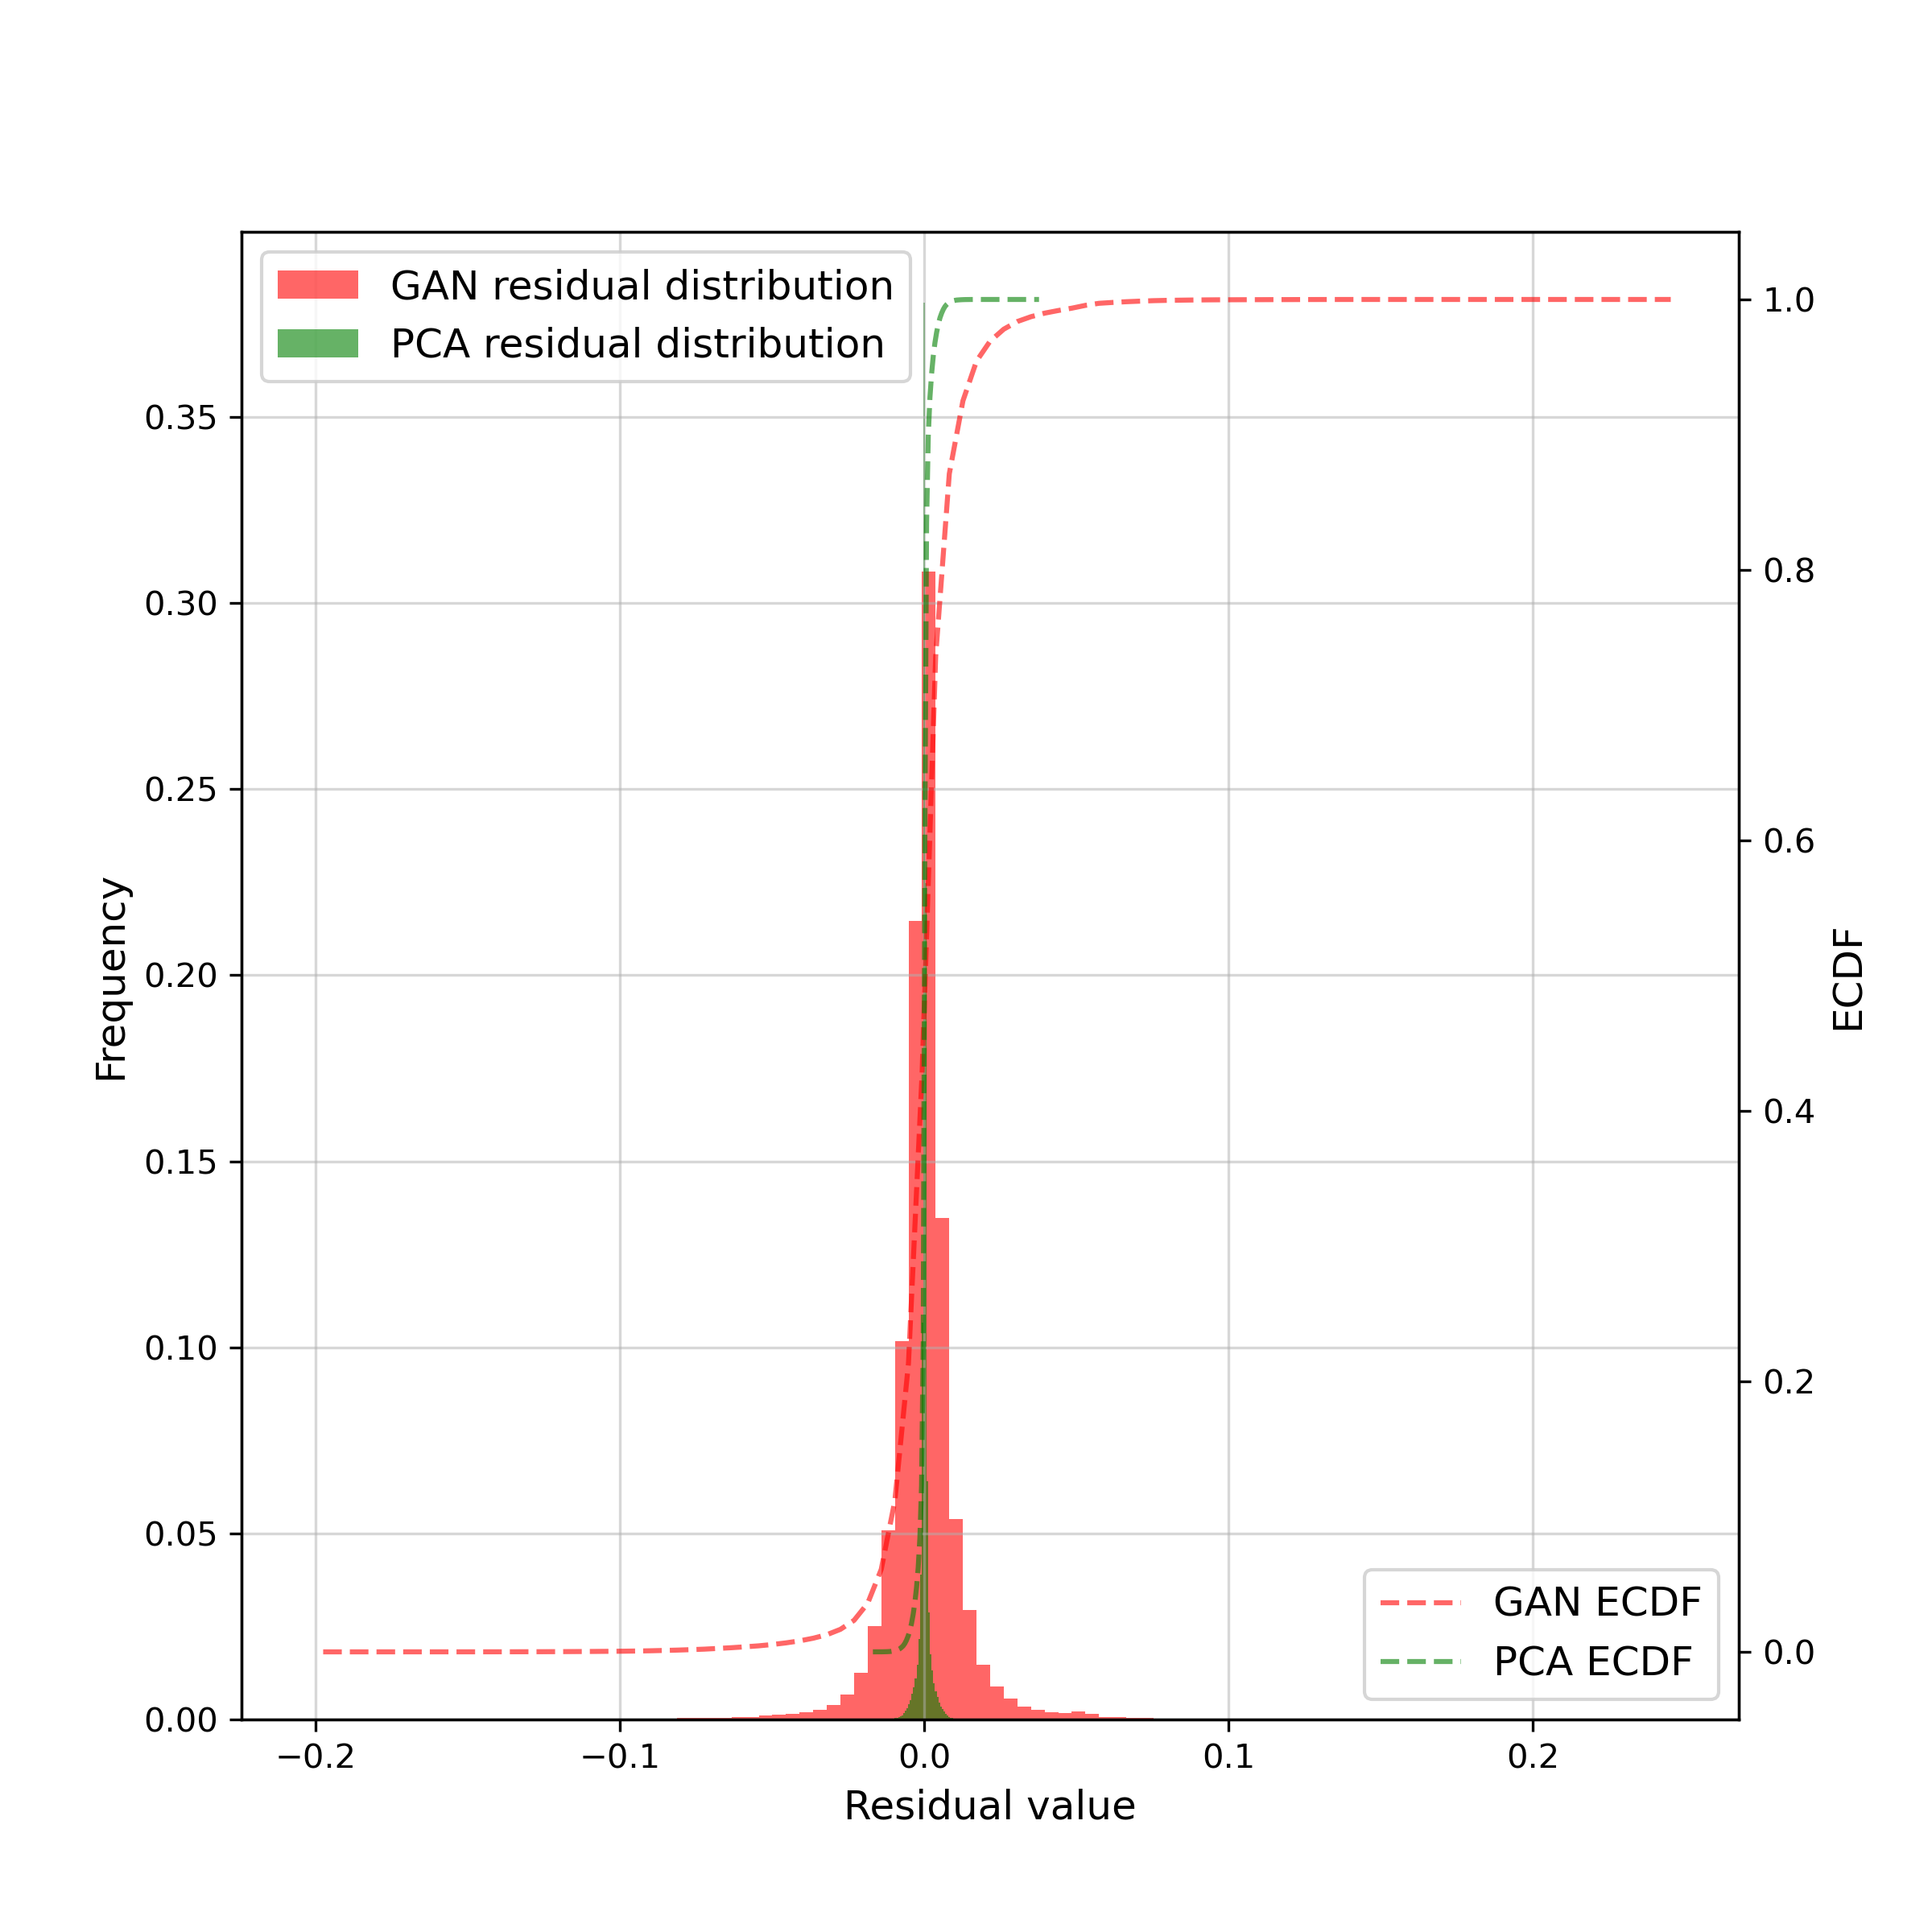 GAN residual distribution
PCA residual distribution
0.35
0.30
0.25
0.20
0.15
0.10
0.05
0.00
Frequency
1.0
0.8
0.6
0.4
0.2
0.0
ECDF
GAN ECDF
PCA ECDF
−0.2
−0.1
0.0
0.1
0.2
Residual value